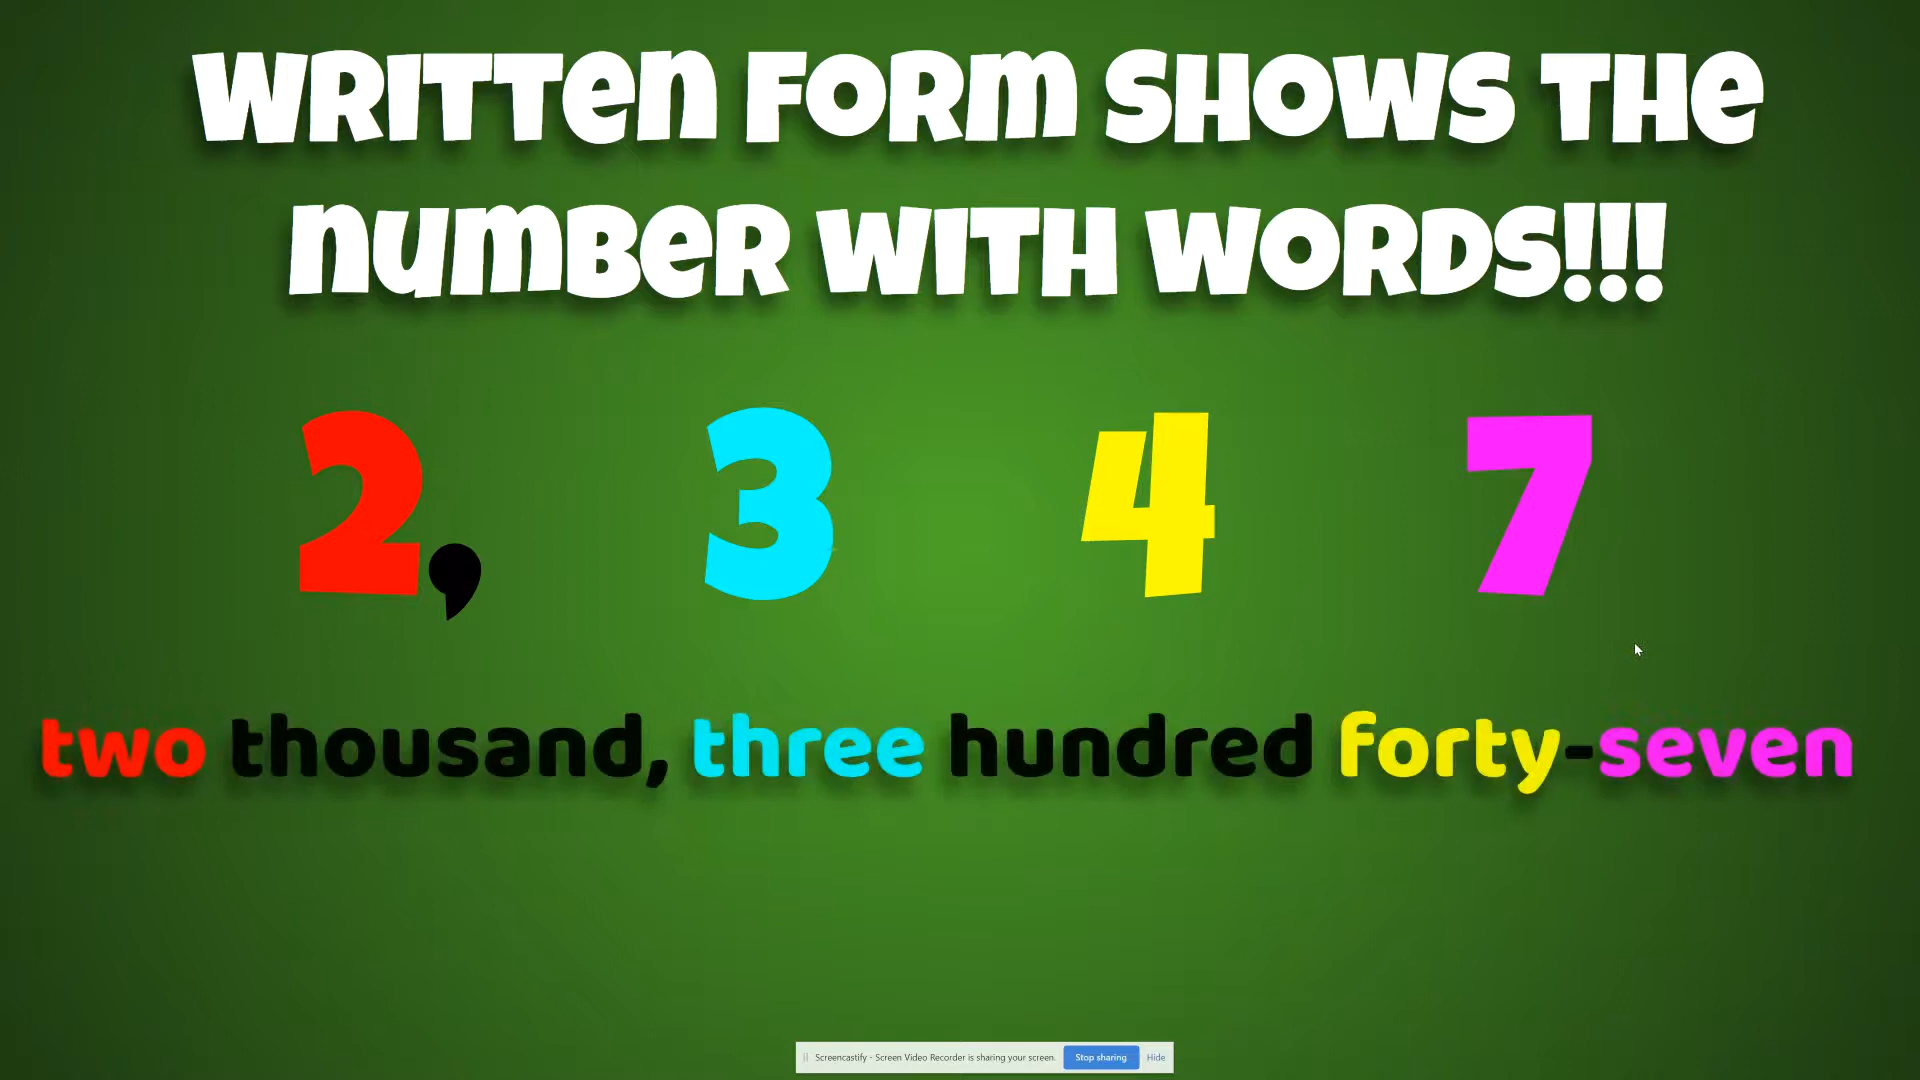 WRITTEN FORM SHOWS THE
NUMBER WITH WORDS!!!
2, 3 4 7
two thousand, three hundred forty-seven
Screencastify - Screen Video Recorder is sharing your screen. Stop sharing Hide